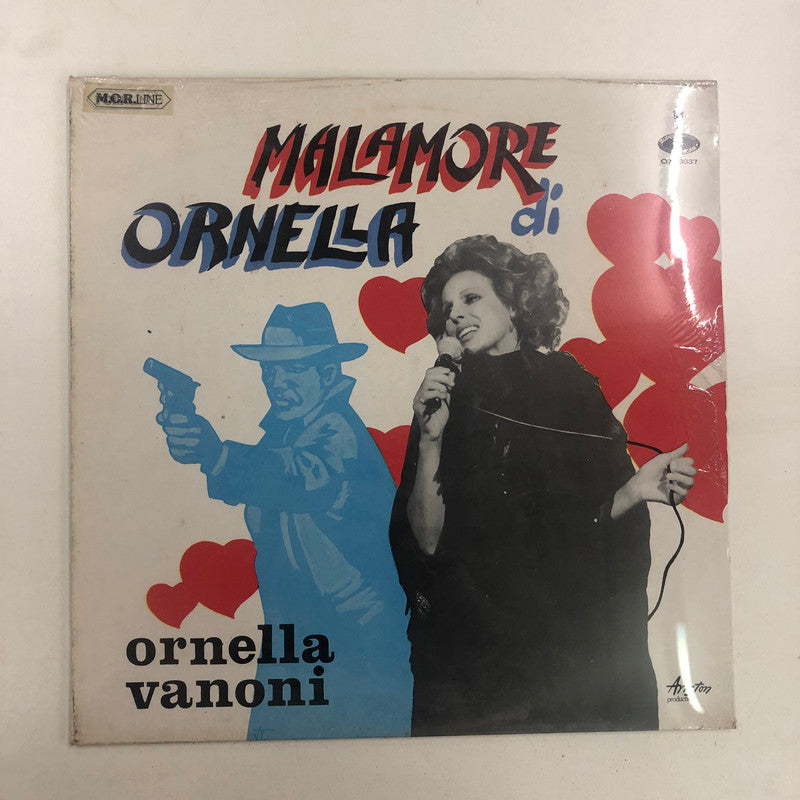 M.O.R. LINE
MALAMORE
di
ORNELLA
ornella
vanoni
Ariston